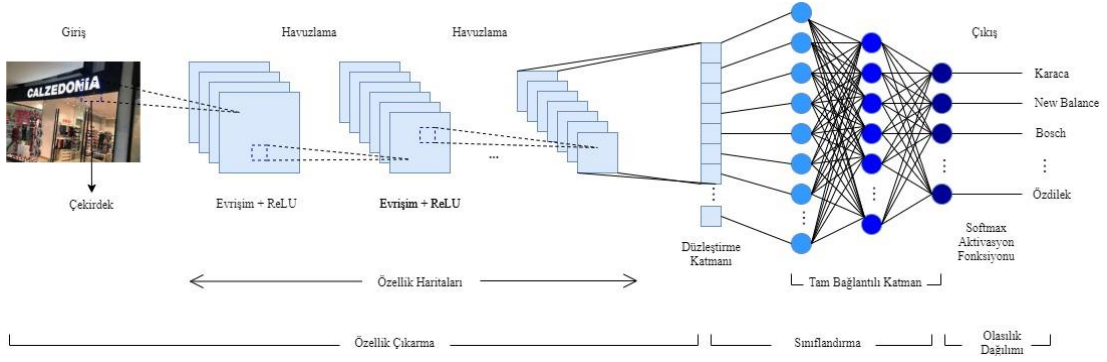 Giriş
Havuzlama
Havuzlama
Çıkış
CALZEDONIA
Karaca
New Balance
Bosch
...
Özdilek
...
Çekirdek
Evrişim + ReLU
Evrişim + ReLU
Düzleştirme
Katmanı
Softmax
Aktivasyon
Fonksiyonu
Özellik Haritaları
Tam Bağlantılı Katman
Özellik Çıkarma
Sınıflandırma
Olasılık
Dağılımı